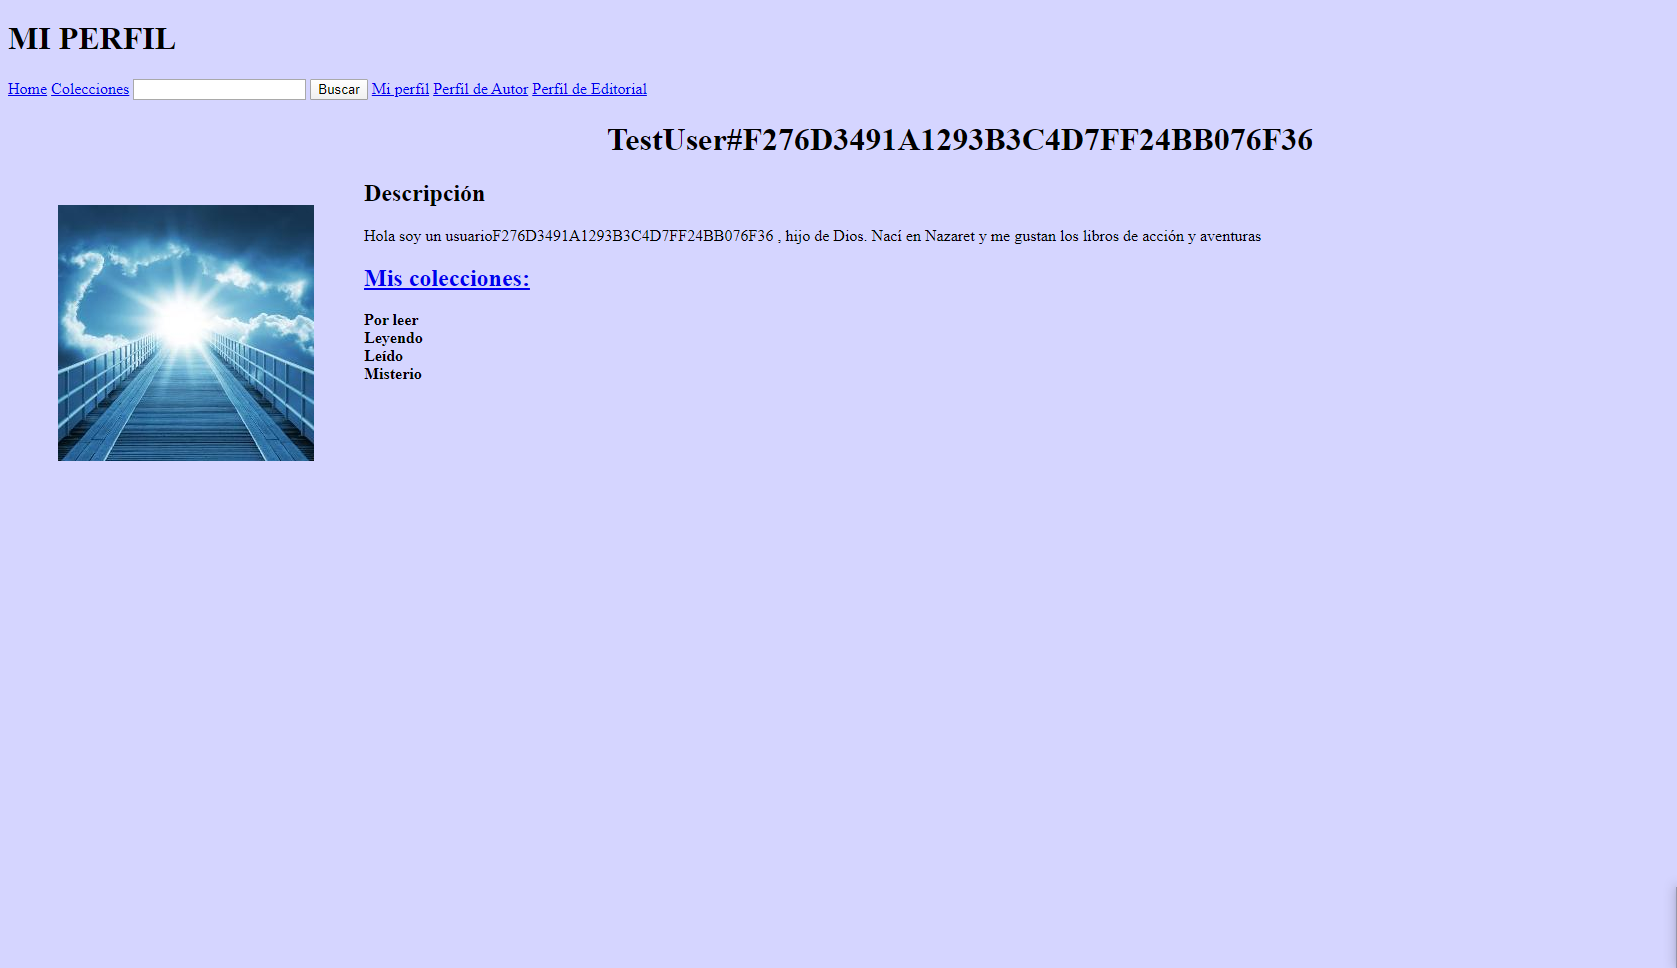 MI PERFIL
Home Colecciones Buscar Mi perfil Perfil de Autor Perfil de Editorial
TestUser#F276D3491A1293B3C4D7FF24BB076F36
Descripción
Hola soy un usuarioF276D3491A1293B3C4D7FF24BB076F36 , hijo de Dios. Nací en Nazaret y me gustan los libros de acción y aventuras
Mis colecciones:
Por leer
Leyendo
Leído
Misterio